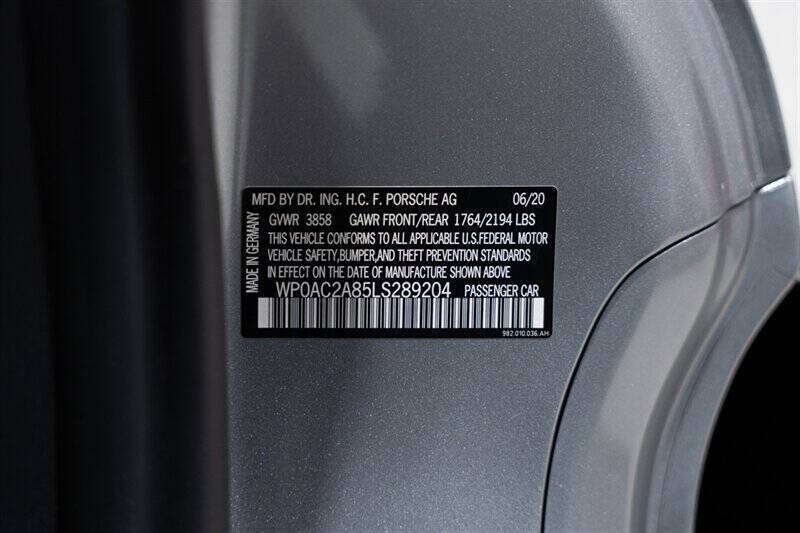 MFD BY DR. ING. H.C. F. PORSCHE AG 06/20
GVWR 3858 GAWR FRONT/REAR 1764/2194 LBS
THIS VEHICLE CONFORMS TO ALL APPLICABLE U.S.FEDERAL MOTOR
VEHICLE SAFETY,BUMPER,AND THEFT PREVENTION STANDARDS
IN EFFECT ON THE DATE OF MANUFACTURE SHOWN ABOVE
WP0AC2A85LS289204 PASSENGER CAR
982.010.036.AH
MADE IN GERMANY